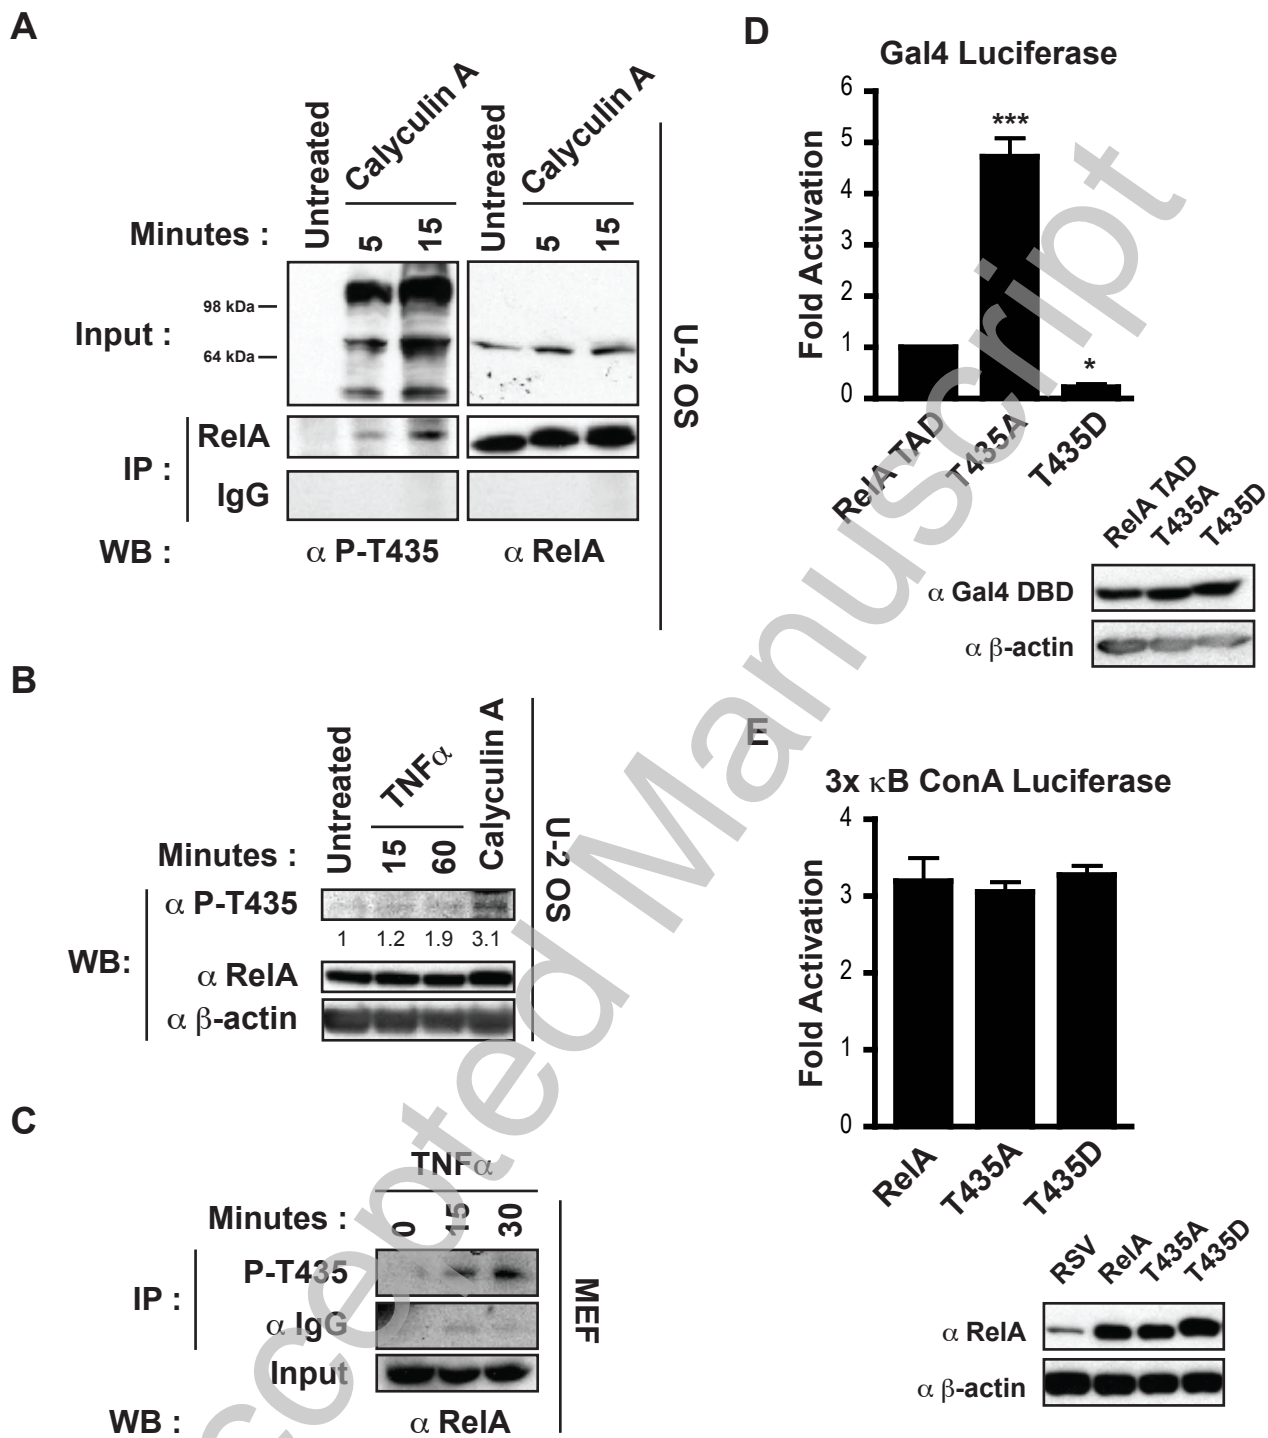 A
Untreated
Calyculin A
Untreated
Calyculin A
Minutes :
5
15
5
15
98 kDa
64 kDa
Input :
IP :
RelA
IgG
WB :
α P-T435
α RelA
U-2 OS
B
Untreated
TNFα
Calyculin A
Minutes :
15
60
WB:
α P-T435
1
1.2
1.9
3.1
α RelA
α β-actin
U-2 OS
C
TNFα
Minutes :
0
15
30
IP :
P-T435
α IgG
Input
WB :
α RelA
MEF
D
Gal4 Luciferase
Fold Activation
6
5
4
3
2
1
0
***
*
RelA TAD
T435A
T435D
RelA TAD
T435A
T435D
α Gal4 DBD
α β-actin
E
3x κB ConA Luciferase
Fold Activation
4
3
2
1
0
RelA
T435A
T435D
RSV
RelA
T435A
T435D
α RelA
α β-actin
ccepted Manuscript